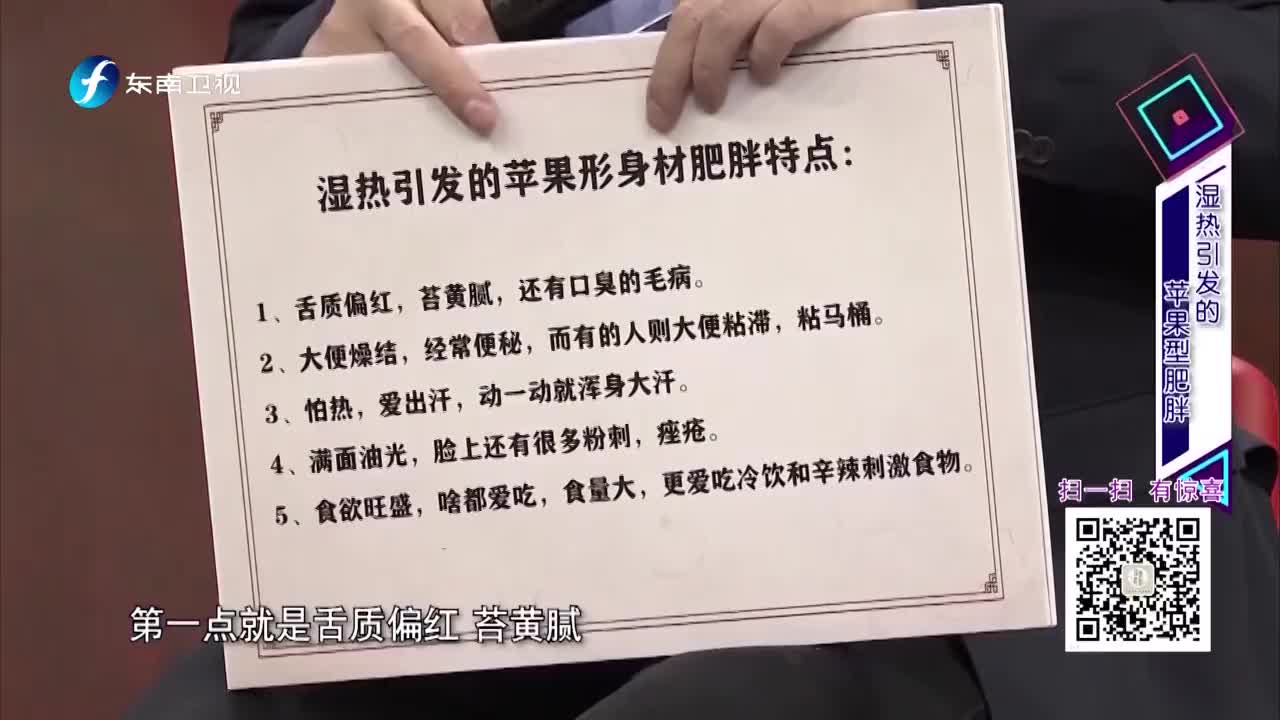 东南卫视
湿热引发的苹果形身材肥胖特点：
1、舌质偏红，苔黄腻，还有口臭的毛病。
2、大便燥结，经常便秘，而有的人则大便粘滞，粘马桶。
3、怕热，爱出汗，动一动就浑身大汗。
4、满面油光，脸上还有很多粉刺，痤疮。
5、食欲旺盛，啥都爱吃，食量大，更爱吃冷饮和辛辣刺激食物。
湿热引发的
苹果型肥胖
扫一扫 有惊喜
第一点就是舌质偏红 苔黄腻